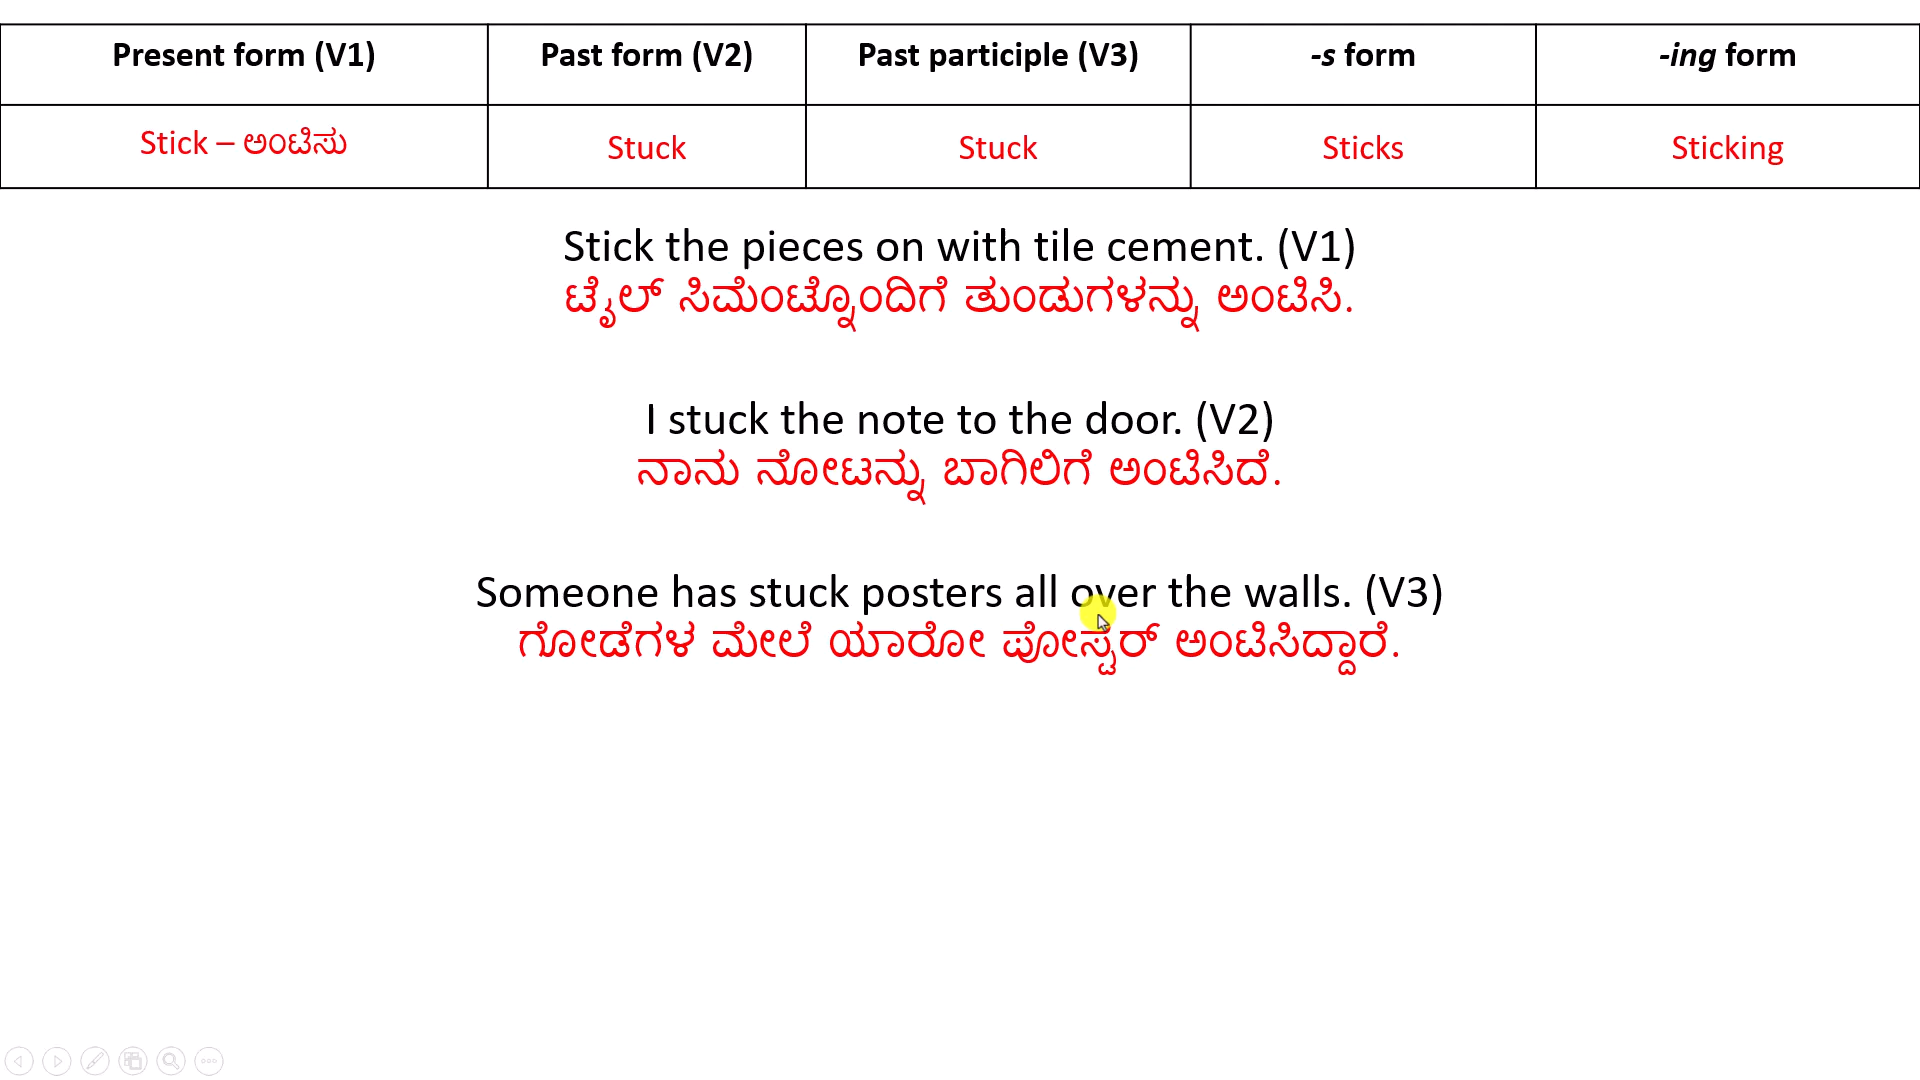 Present form (V1) Past form (V2) Past participle (V3) -s form -ing form
Stick – ಅಂಟಿಸು Stuck Stuck Sticks Sticking
Stick the pieces on with tile cement. (V1)
ಟೈಲ್ ಸಿಮೆಂಟ್ನೊಂದಿಗೆ ತುಂಡುಗಳನ್ನು ಅಂಟಿಸಿ.
I stuck the note to the door. (V2)
ನಾನು ನೋಟನ್ನು ಬಾಗಿಲಿಗೆ ಅಂಟಿಸಿದೆ.
Someone has stuck posters all over the walls. (V3)
ಗೋಡೆಗಳ ಮೇಲೆ ಯಾರೋ ಪೋಸ್ಟರ್ ಅಂಟಿಸಿದ್ದಾರೆ.